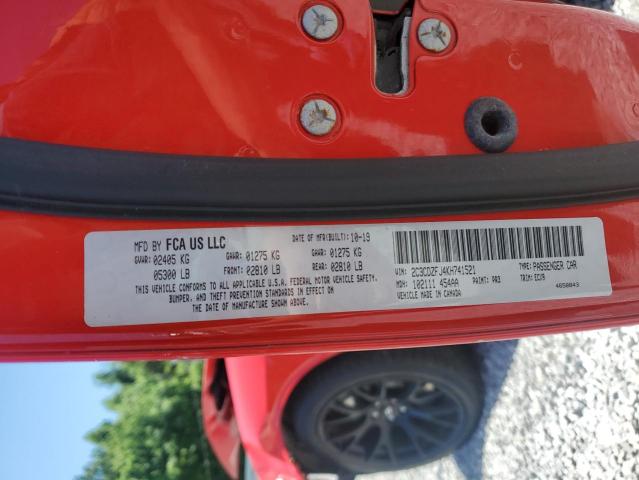 MFD BY FCA US LLC DATE OF MFR(BUILT): 10-19
GVWR: 02405 KG GAWR: 01275 KG GAWR: 01275 KG
05300 LB FRONT: 02810 LB REAR: 02810 LB
THIS VEHICLE CONFORMS TO ALL APPLICABLE U.S.A. FEDERAL MOTOR VEHICLE SAFETY,
BUMPER, AND THEFT PREVENTION STANDARDS IN EFFECT ON
THE DATE OF MANUFACTURE SHOWN ABOVE.
VIN: 2C3CDZFJ4KH741521 TYPE: PASSENGER CAR
MDH: 102111 454AA PAINT: PR3 TRIM: ECX9
VEHICLE MADE IN CANADA 4650843